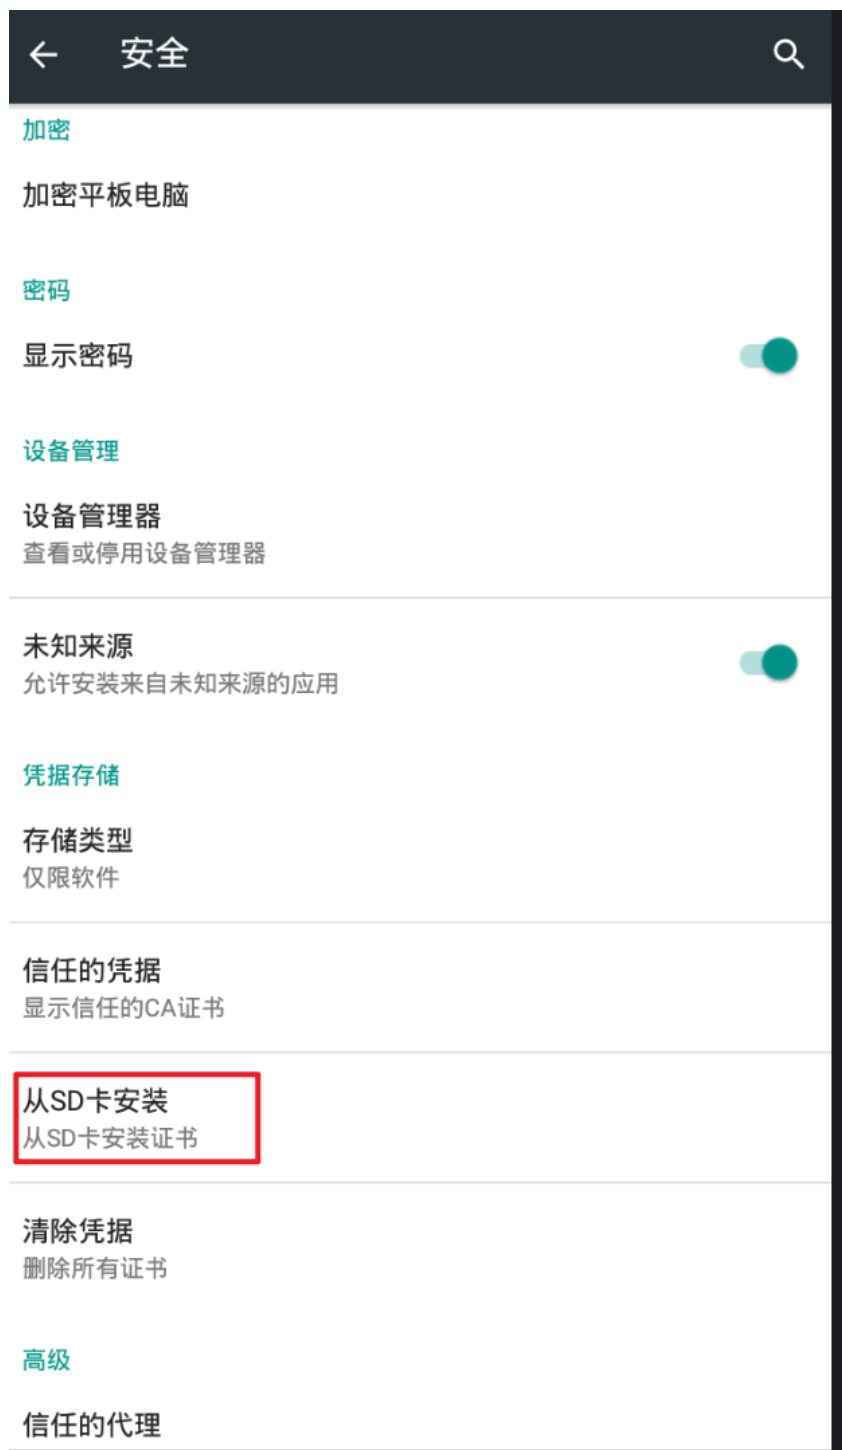 安全
加密
加密平板电脑
密码
显示密码
设备管理
设备管理器
查看或停用设备管理器
未知来源
允许安装来自未知来源的应用
凭据存储
存储类型
仅限软件
信任的凭据
显示信任的CA证书
从SD卡安装
从SD卡安装证书
清除凭据
删除所有证书
高级
信任的代理